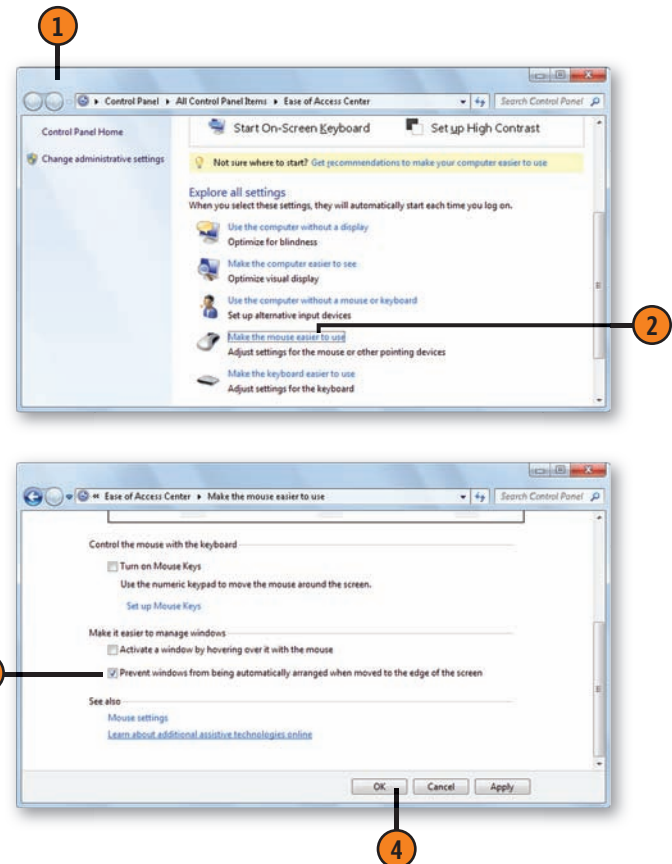 1
Control Panel ▸ All Control Panel Items ▸ Ease of Access Center
Search Control Panel
Control Panel Home
Change administrative settings
Start On-Screen Keyboard
Set up High Contrast
Not sure where to start? Get recommendations to make your computer easier to use
Explore all settings
When you select these settings, they will automatically start each time you log on.
Use the computer without a display
Optimize for blindness
Make the computer easier to see
Optimize visual display
Use the computer without a mouse or keyboard
Set up alternative input devices
Make the mouse easier to use
2
Adjust settings for the mouse or other pointing devices
Make the keyboard easier to use
Adjust settings for the keyboard
« Ease of Access Center ▸ Make the mouse easier to use
Search Control Panel
Control the mouse with the keyboard
Turn on Mouse Keys
Use the numeric keypad to move the mouse around the screen.
Set up Mouse Keys
Make it easier to manage windows
Activate a window by hovering over it with the mouse
Prevent windows from being automatically arranged when moved to the edge of the screen
See also
Mouse settings
Learn about additional assistive technologies online
OK Cancel Apply
4